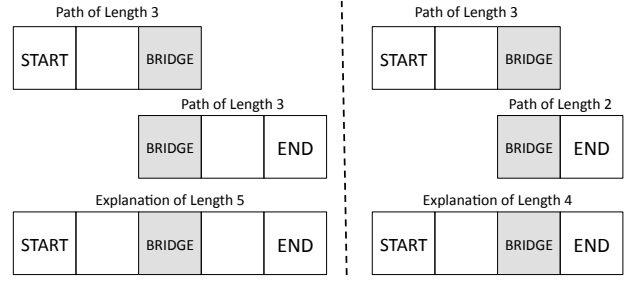 Path of Length 3
START BRIDGE
Path of Length 3
BRIDGE END
Explanation of Length 5
START BRIDGE END
Path of Length 3
START BRIDGE
Path of Length 2
BRIDGE END
Explanation of Length 4
START BRIDGE END